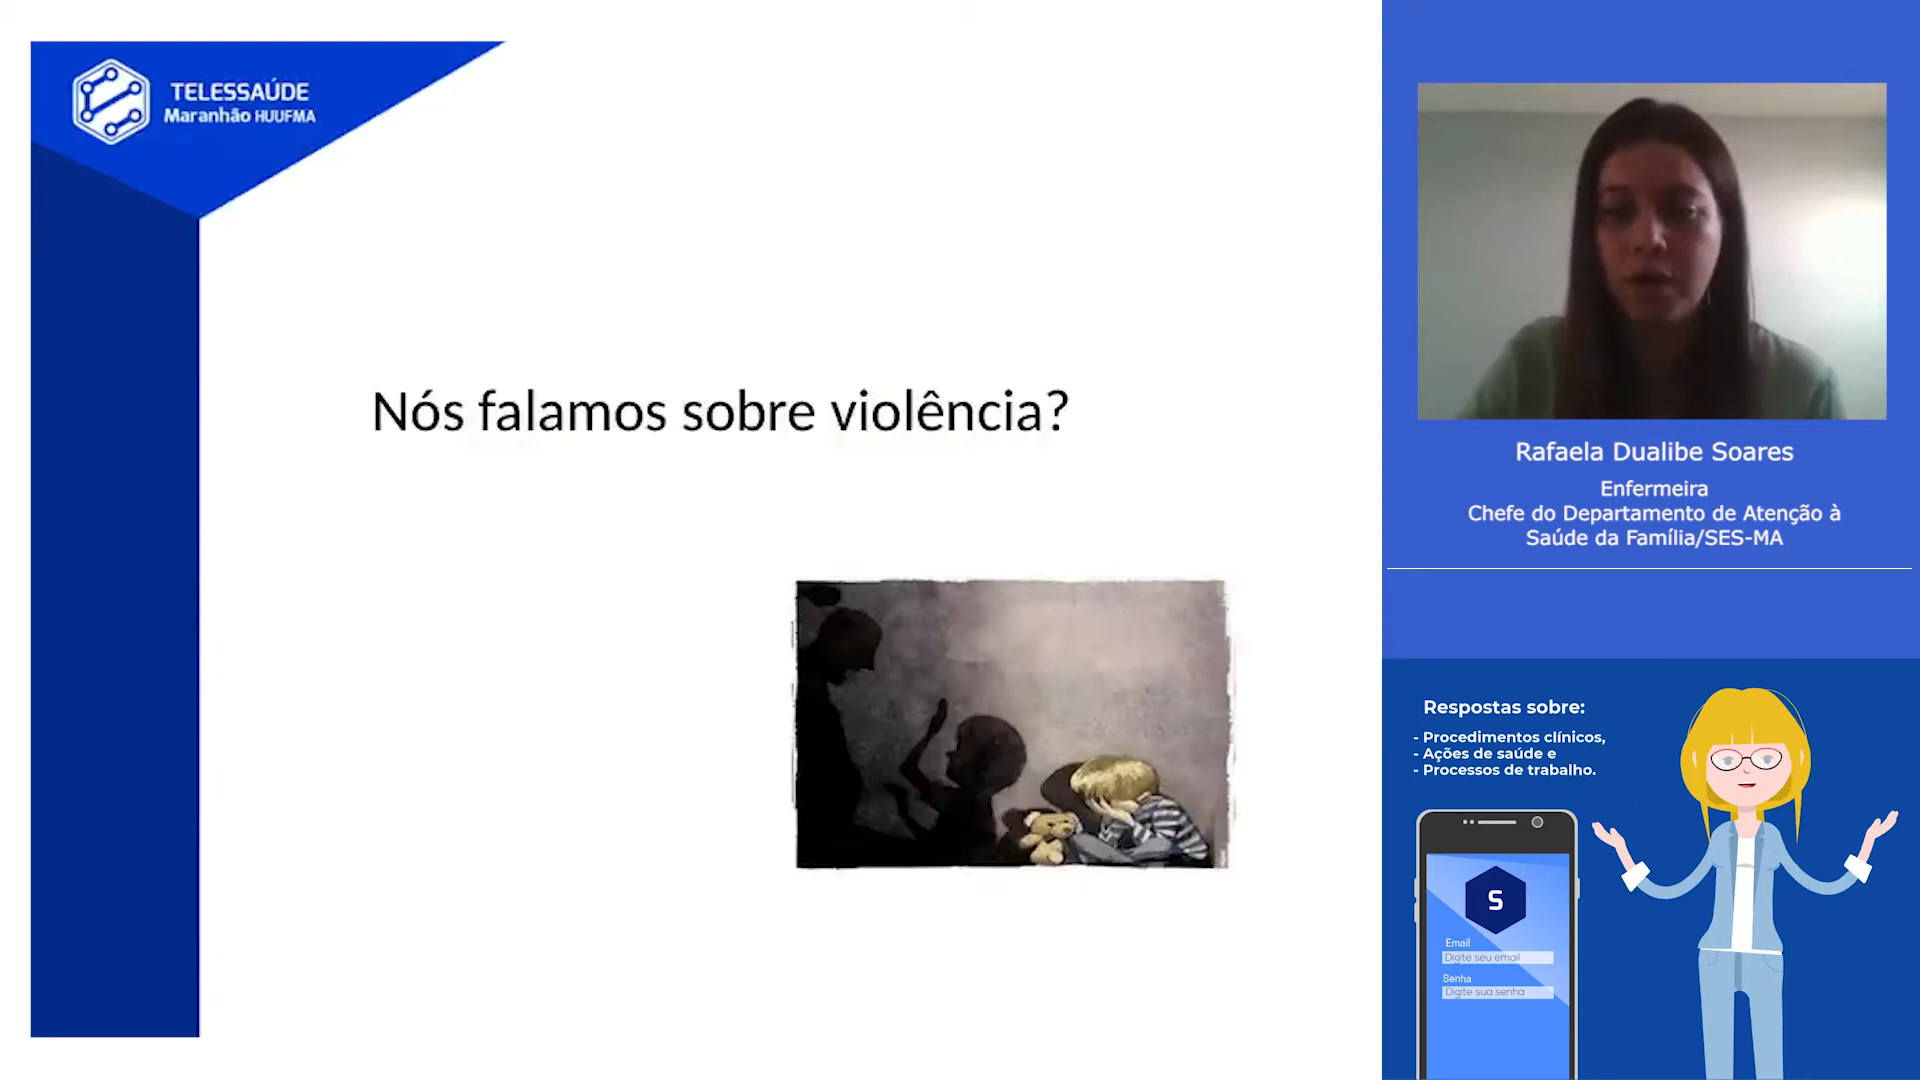 TELESSAÚDE
Maranhão HUUFMA
Nós falamos sobre violência?
Rafaela Dualibe Soares
Enfermeira
Chefe do Departamento de Atenção à
Saúde da Família/SES-MA
Respostas sobre:
- Procedimentos clínicos,
- Ações de saúde e
- Processos de trabalho.
S
Email
Digite seu email
Senha
Digite sua senha